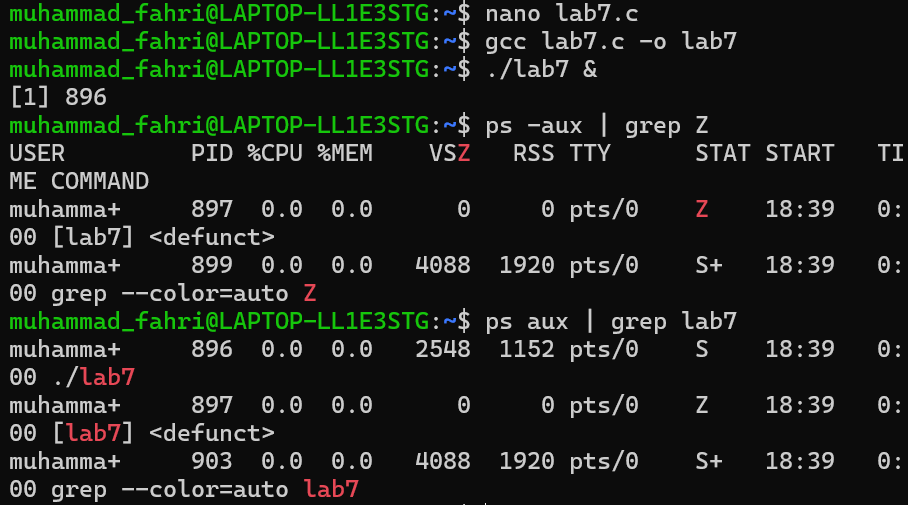 muhammad_fahri@LAPTOP-LL1E3STG:~$ nano lab7.c
muhammad_fahri@LAPTOP-LL1E3STG:~$ gcc lab7.c -o lab7
muhammad_fahri@LAPTOP-LL1E3STG:~$ ./lab7 &
[1] 896
muhammad_fahri@LAPTOP-LL1E3STG:~$ ps -aux | grep Z
USER         PID %CPU %MEM    VSZ   RSS TTY      STAT START   TI
ME COMMAND
muhamma+     897  0.0  0.0      0     0 pts/0    Z    18:39   0:
00 [lab7] <defunct>
muhamma+     899  0.0  0.0   4088  1920 pts/0    S+   18:39   0:
00 grep --color=auto Z
muhammad_fahri@LAPTOP-LL1E3STG:~$ ps aux | grep lab7
muhamma+     896  0.0  0.0   2548  1152 pts/0    S    18:39   0:
00 ./lab7
muhamma+     897  0.0  0.0      0     0 pts/0    Z    18:39   0:
00 [lab7] <defunct>
muhamma+     903  0.0  0.0   4088  1920 pts/0    S+   18:39   0:
00 grep --color=auto lab7